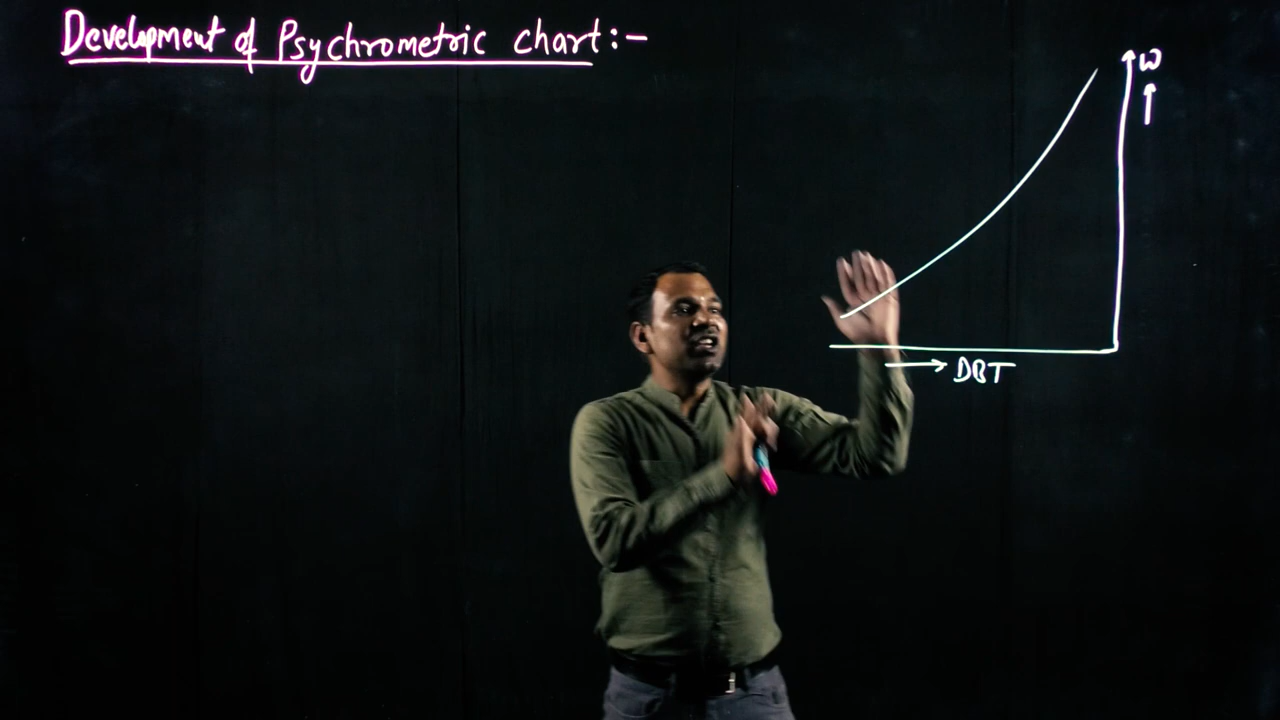 Development of Psychrometric chart:-
ω
↑
→ DBT